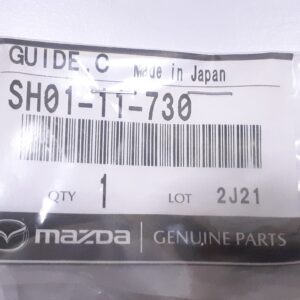 GUIDE,C Made in Japan
SH01-11-730
QTY 1 LOT 2J21
mazda GENUINE PARTS